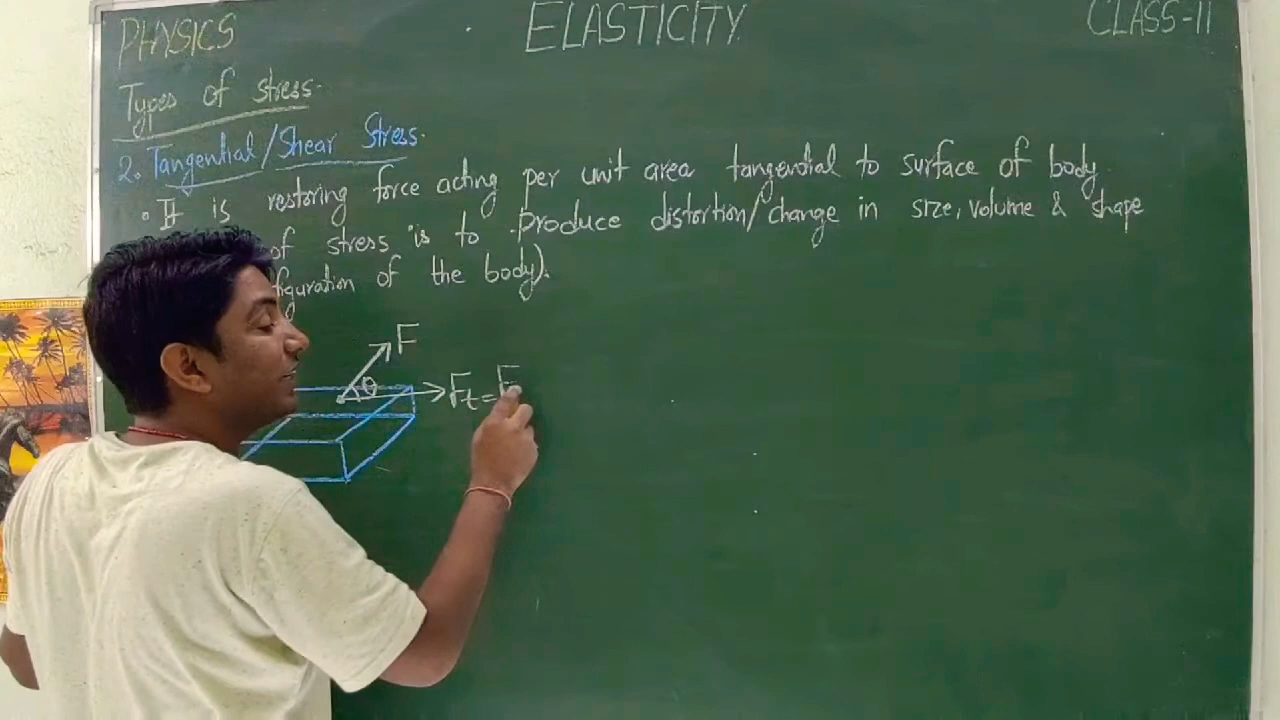 PHYSICS
ELASTICITY
CLASS-11
Types of stress.
2. Tangential/Shear Stress.
• It is restoring force acting per unit area tangential to surface of body.
of stress is to produce distortion/change in size, volume & shape
figuration of the body).
F
θ
Ft = F